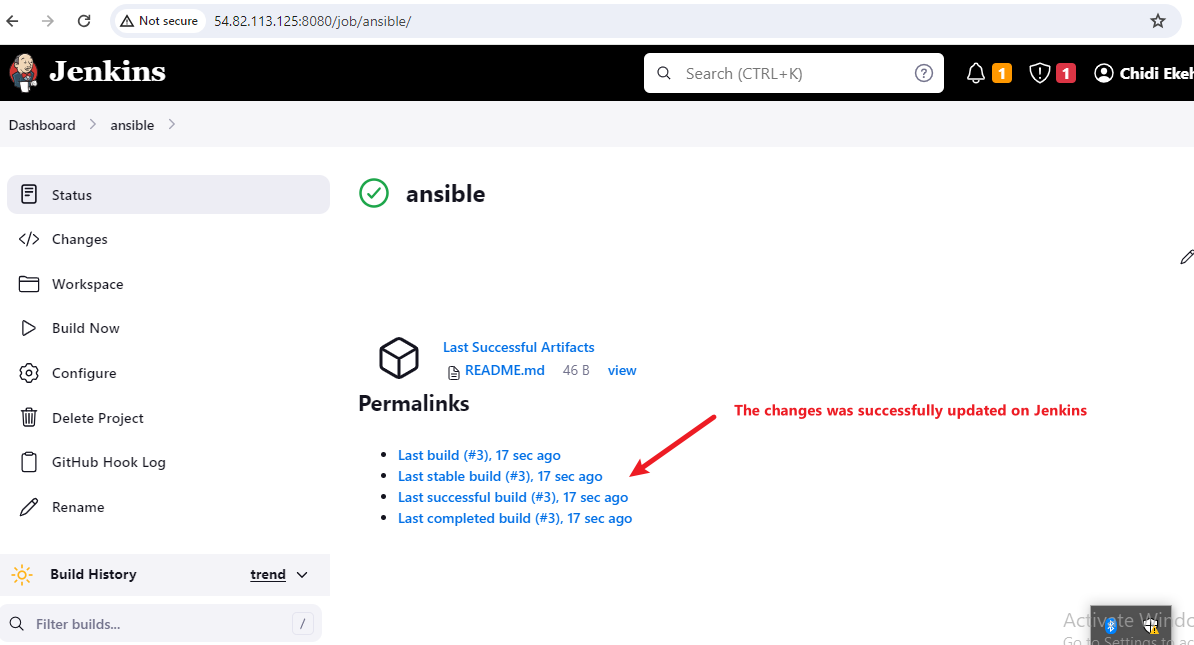 Not secure 54.82.113.125:8080/job/ansible/
Jenkins Search (CTRL+K) ? 1 1 Chidi Ekeh
Dashboard ansible
Status
Changes
Workspace
Build Now
Configure
Delete Project
GitHub Hook Log
Rename
Build History trend
Filter builds... /
ansible
Last Successful Artifacts
README.md 46 B view
Permalinks
The changes was successfully updated on Jenkins
Last build (#3), 17 sec ago
Last stable build (#3), 17 sec ago
Last successful build (#3), 17 sec ago
Last completed build (#3), 17 sec ago
Activate Windo
Go to Settings to ac